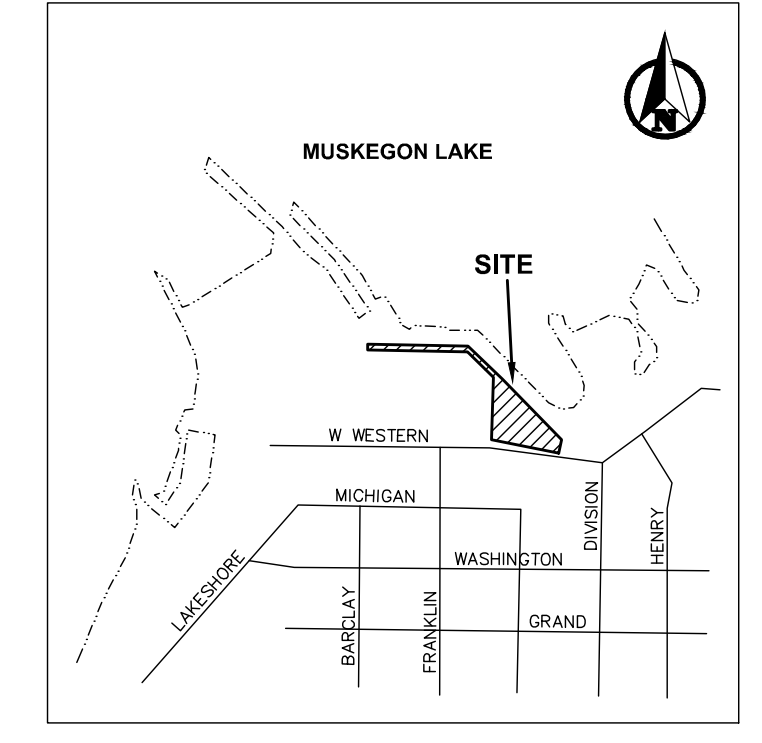 N
MUSKEGON LAKE
SITE
W WESTERN
MICHIGAN
DIVISION
HENRY
WASHINGTON
LAKESHORE
BARCLAY
FRANKLIN
GRAND